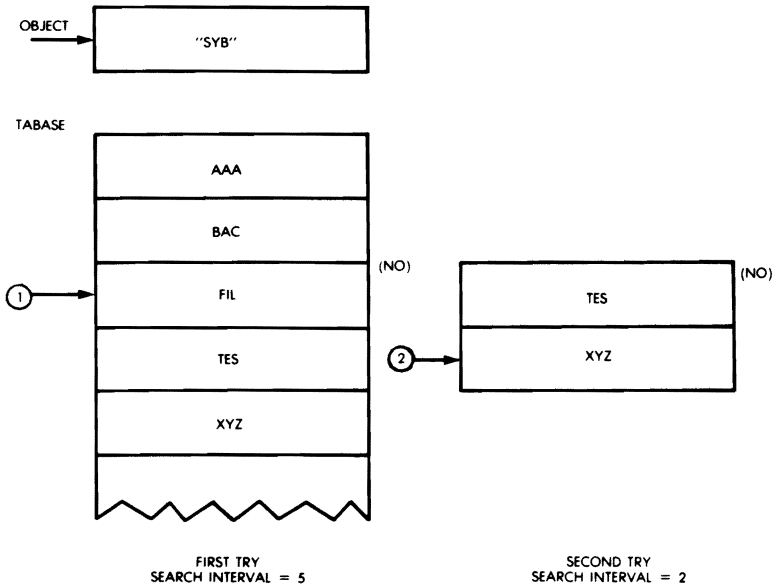 OBJECT
"SYB"
TABASE
AAA
BAC
(NO)
1
FIL
TES
XYZ
(NO)
TES
2
XYZ
FIRST TRY
SEARCH INTERVAL = 5
SECOND TRY
SEARCH INTERVAL = 2